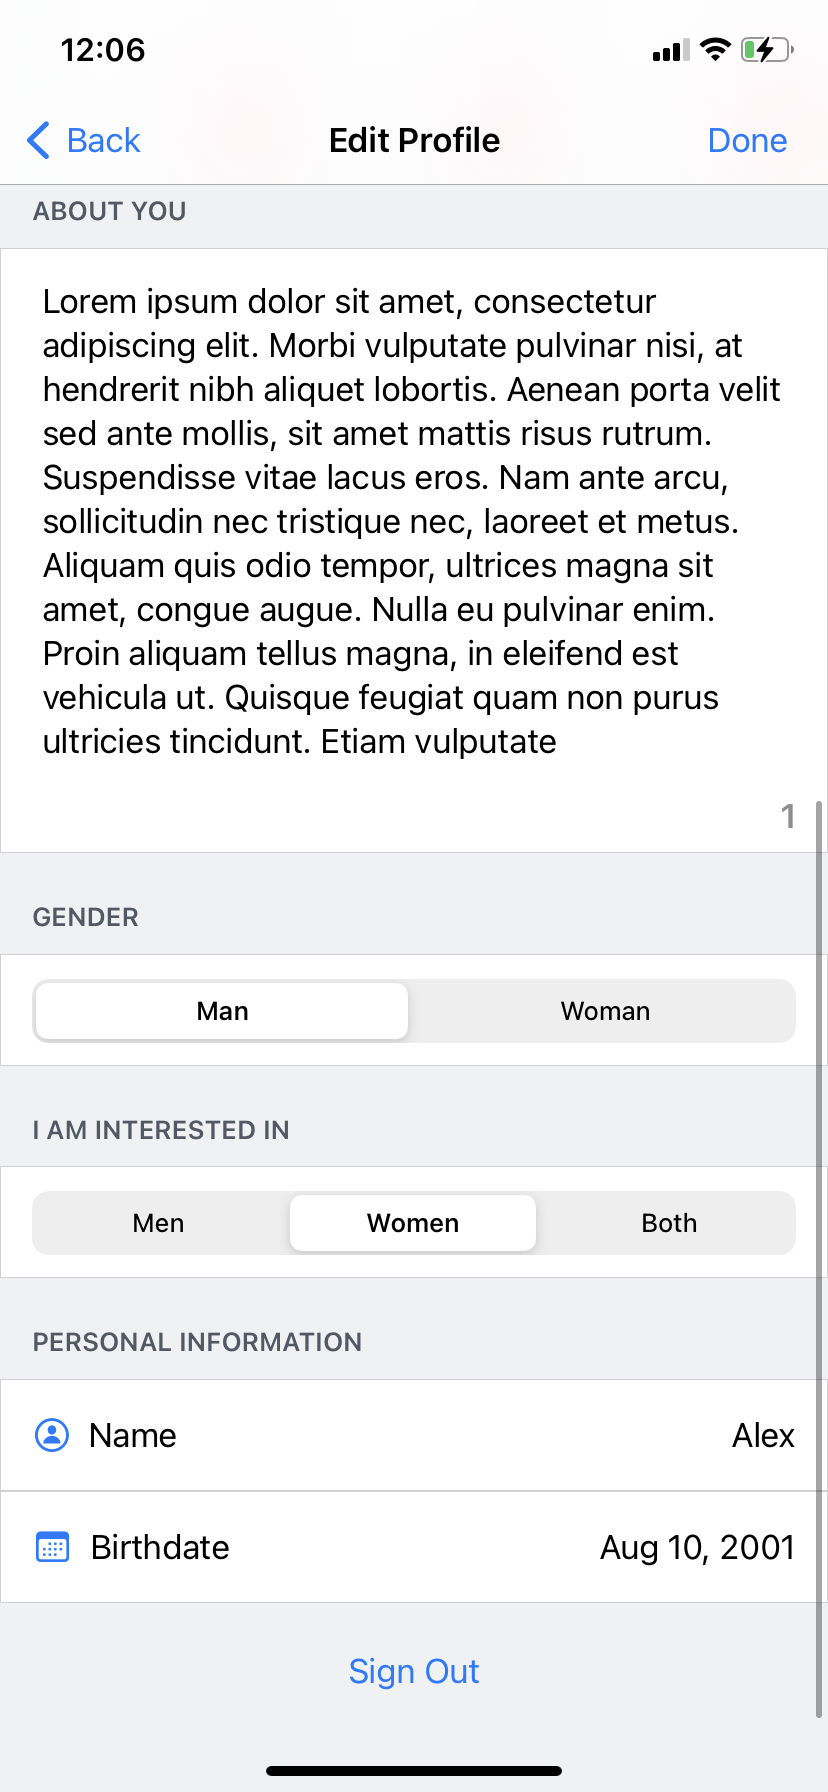 12:06
Back
Edit Profile
Done
ABOUT YOU
Lorem ipsum dolor sit amet, consectetur
adipiscing elit. Morbi vulputate pulvinar nisi, at
hendrerit nibh aliquet lobortis. Aenean porta velit
sed ante mollis, sit amet mattis risus rutrum.
Suspendisse vitae lacus eros. Nam ante arcu,
sollicitudin nec tristique nec, laoreet et metus.
Aliquam quis odio tempor, ultrices magna sit
amet, congue augue. Nulla eu pulvinar enim.
Proin aliquam tellus magna, in eleifend est
vehicula ut. Quisque feugiat quam non purus
ultricies tincidunt. Etiam vulputate
1
GENDER
Man
Woman
I AM INTERESTED IN
Men
Women
Both
PERSONAL INFORMATION
Name
Alex
Birthdate
Aug 10, 2001
Sign Out